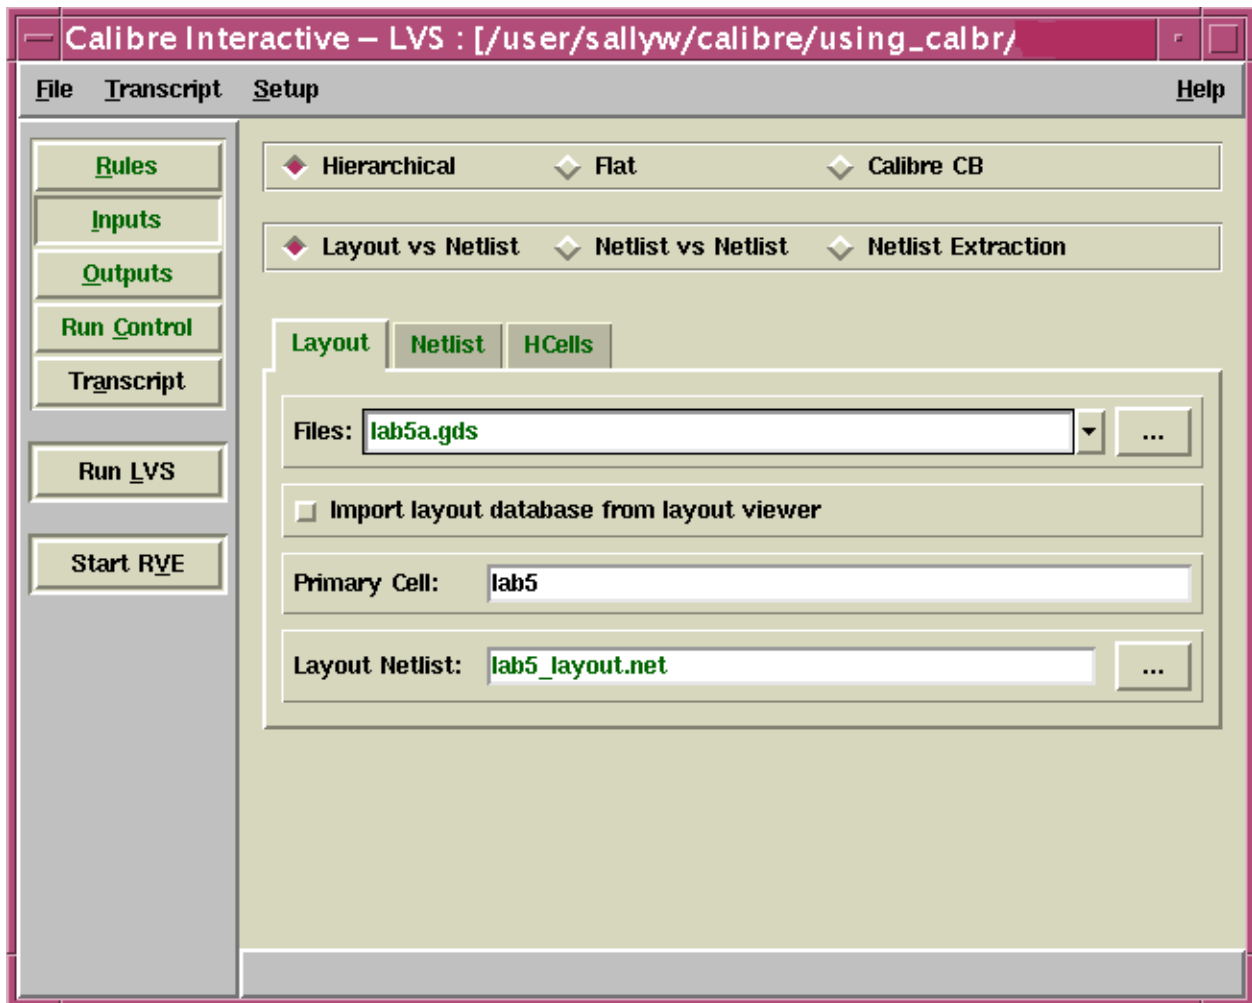 Calibre Interactive – LVS : [/user/sallyw/calibre/using_calbr/
File Transcript Setup Help
Rules
Inputs
Outputs
Run Control
Transcript
Run LVS
Start RVE
Hierarchical Flat Calibre CB
Layout vs Netlist Netlist vs Netlist Netlist Extraction
Layout Netlist HCells
Files: lab5a.gds ...
Import layout database from layout viewer
Primary Cell: lab5
Layout Netlist: lab5_layout.net ...